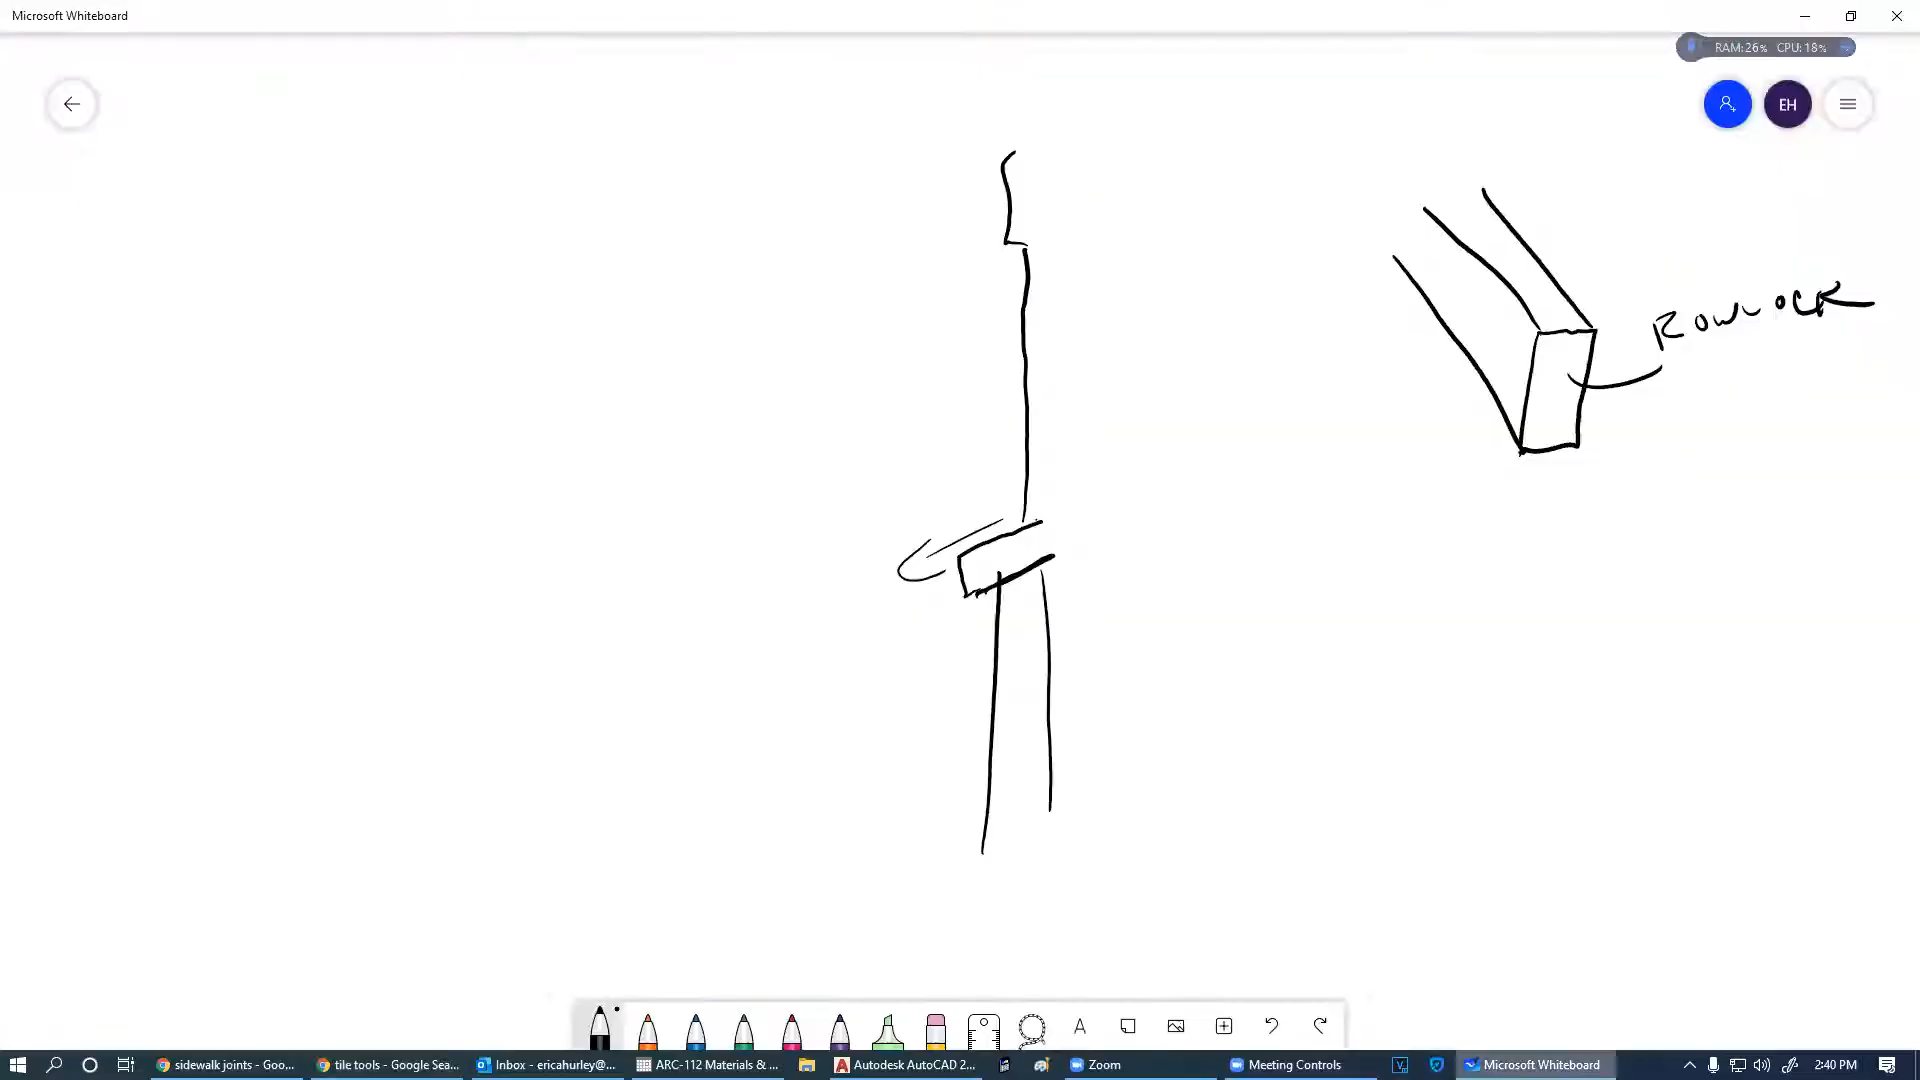 Microsoft Whiteboard
RAM:26% CPU:18%
EH
ROWLOCK
A
sidewalk joints - Goo...
tile tools - Google Sea...
Inbox - ericahurley@...
ARC-112 Materials & ...
Autodesk AutoCAD 2...
Zoom
Meeting Controls
Microsoft Whiteboard
2:40 PM